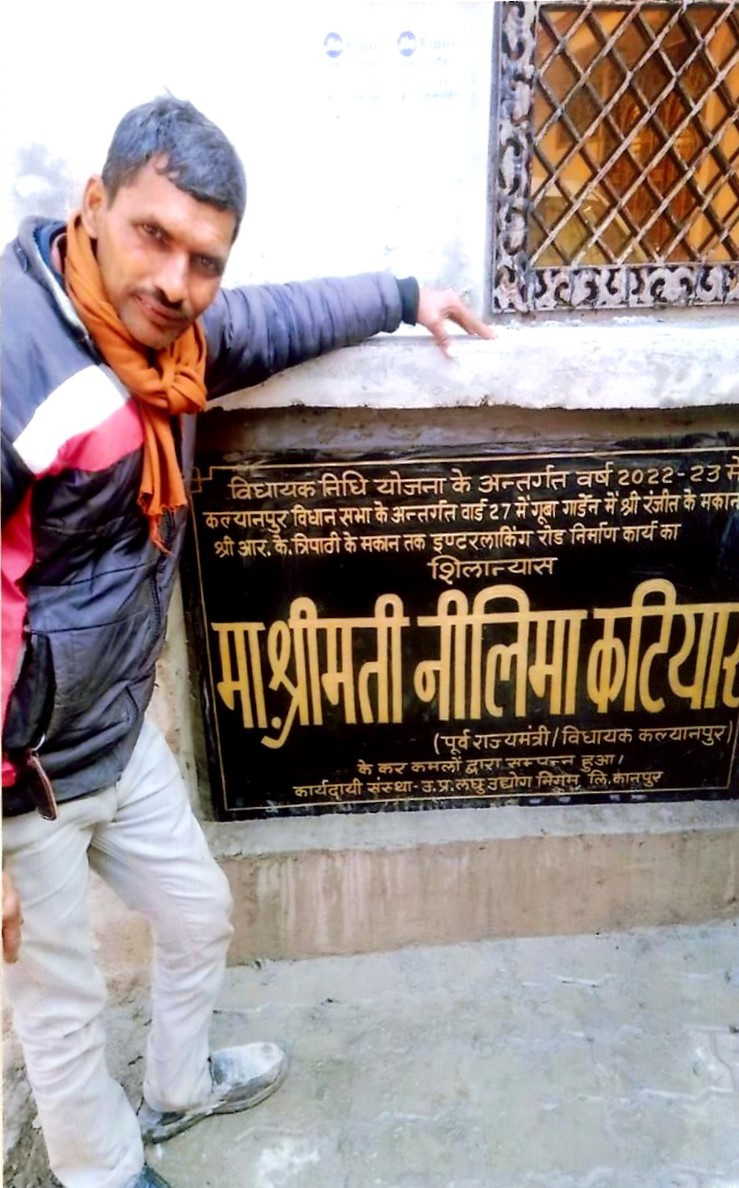 विधायक निधि योजना के अन्तर्गत वर्ष 2022-23 में
कल्यानपुर विधान सभा के अन्तर्गत वार्ड 27 में गूबा गार्डेन में श्री रंजीत के मकान
श्री आर. के. त्रिपाठी के मकान तक इण्टरलाकिंग रोड निर्माण कार्य का
शिलान्यास
मा. श्रीमती नीलिमा कटियार
(पूर्व राज्यमंत्री/विधायक कल्यानपुर)
के कर कमलों द्वारा सम्पन्न हुआ।
कार्यदायी संस्था- उ.प्र. लघु उद्योग निगम लि. कानपुर